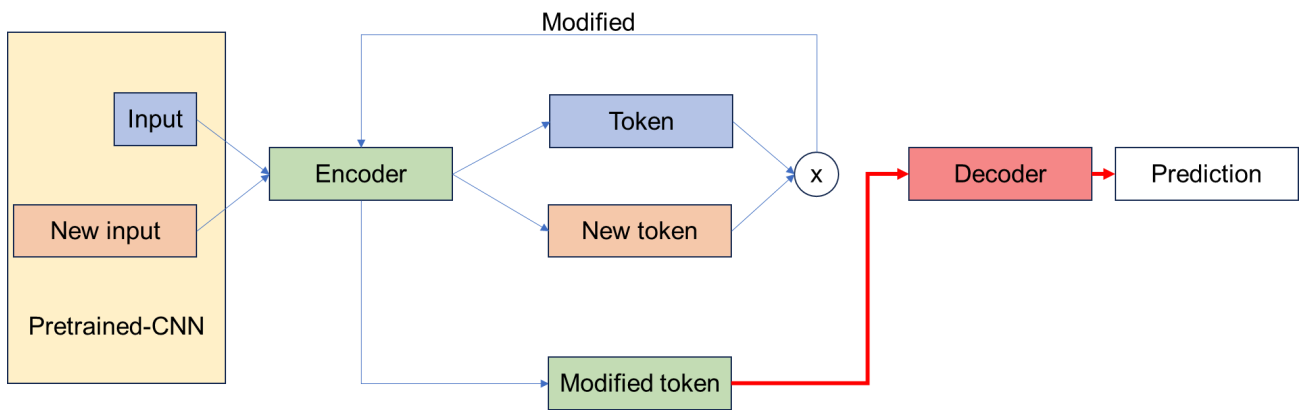 Modified
Input
Token
Encoder
x
Decoder
Prediction
New input
New token
Pretrained-CNN
Modified token